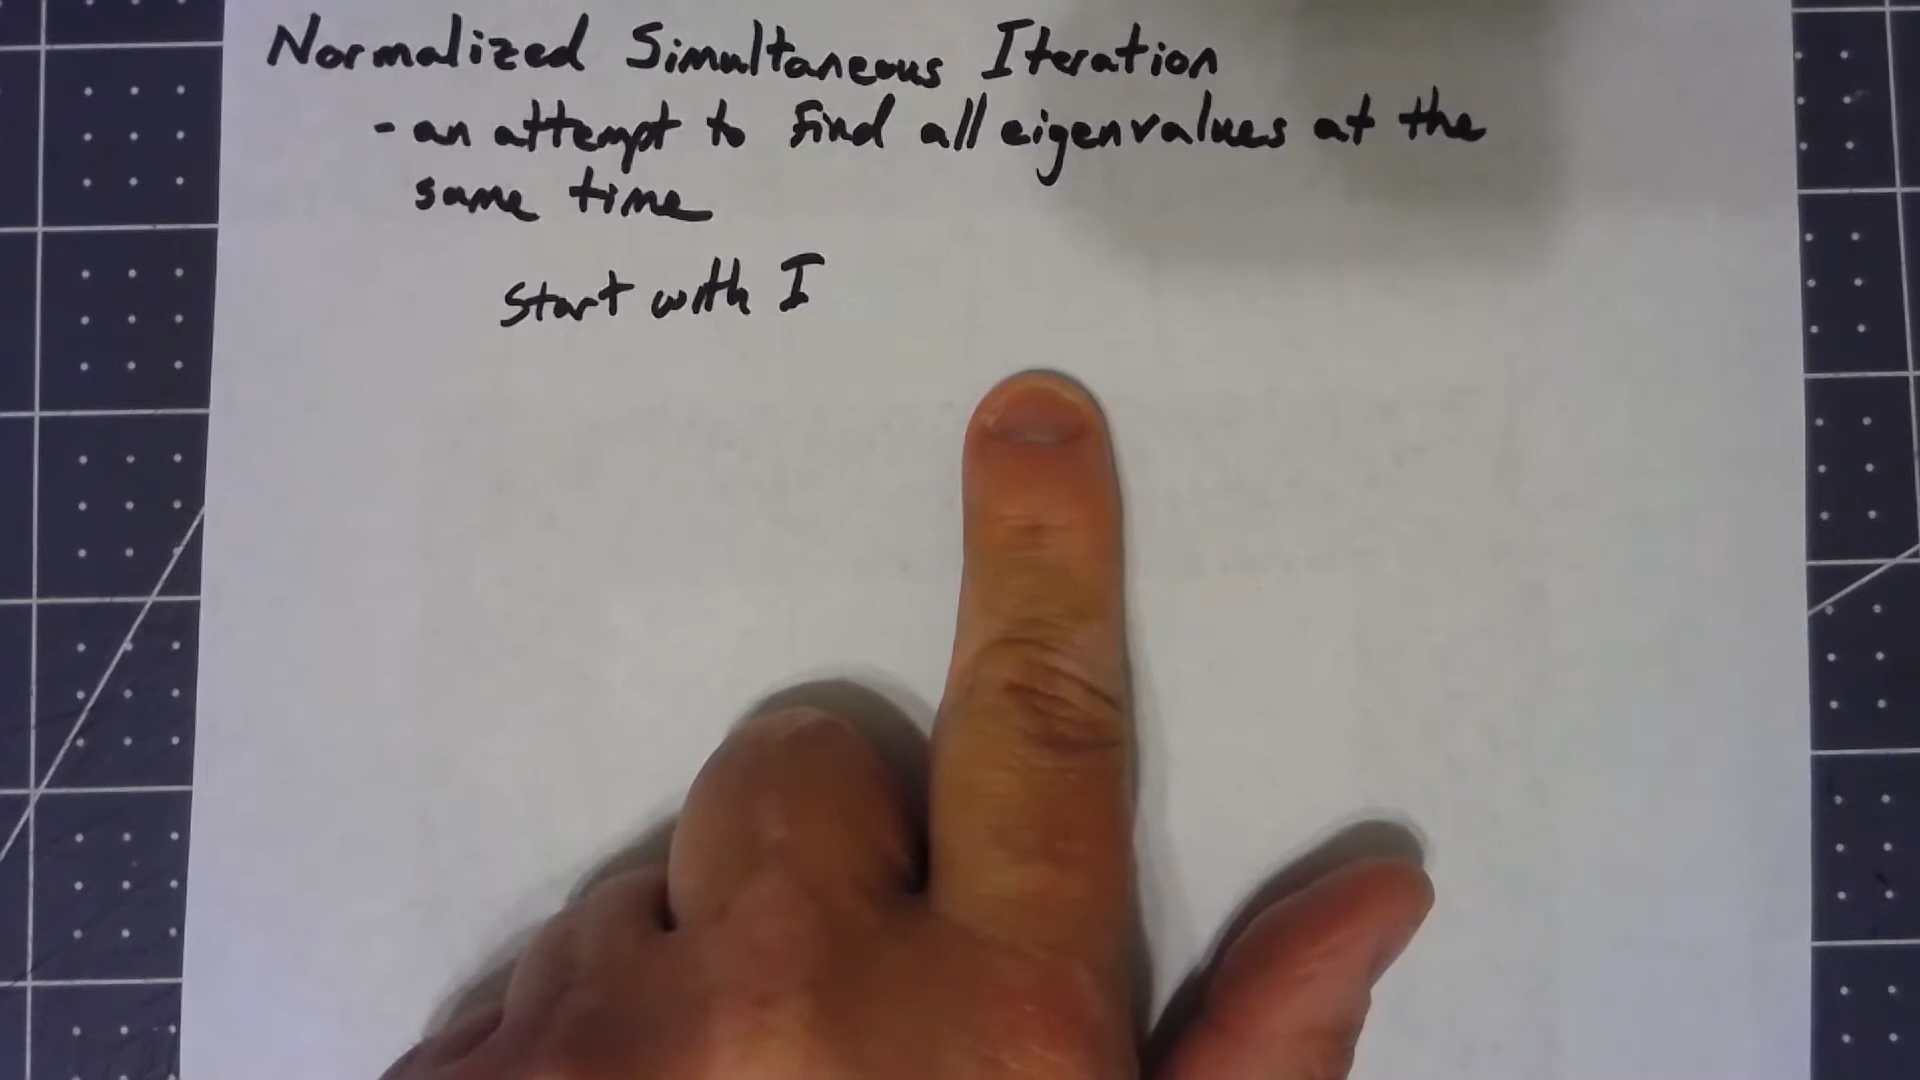 Normalized Simultaneous Iteration
- an attempt to find all eigenvalues at the
same time
Start with I